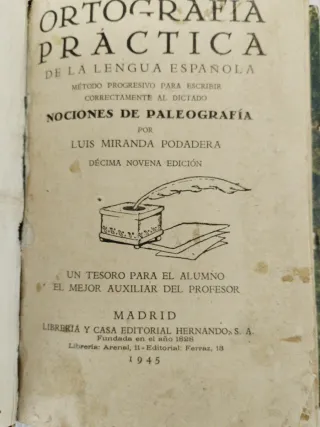 ORTOGRAFÍA
PRÁCTICA
DE LA LENGUA ESPAÑOLA
MÉTODO PROGRESIVO PARA ESCRIBIR
CORRECTAMENTE AL DICTADO
NOCIONES DE PALEOGRAFÍA
POR
LUIS MIRANDA PODADERA
DÉCIMA NOVENA EDICIÓN
UN TESORO PARA EL ALUMNO
EL MEJOR AUXILIAR DEL PROFESOR
MADRID
LIBRERIA Y CASA EDITORIAL HERNANDO, S. A.
Fundada en el año 1828
Libreria: Arenal, 11-Editorial: Ferraz, 13
1945